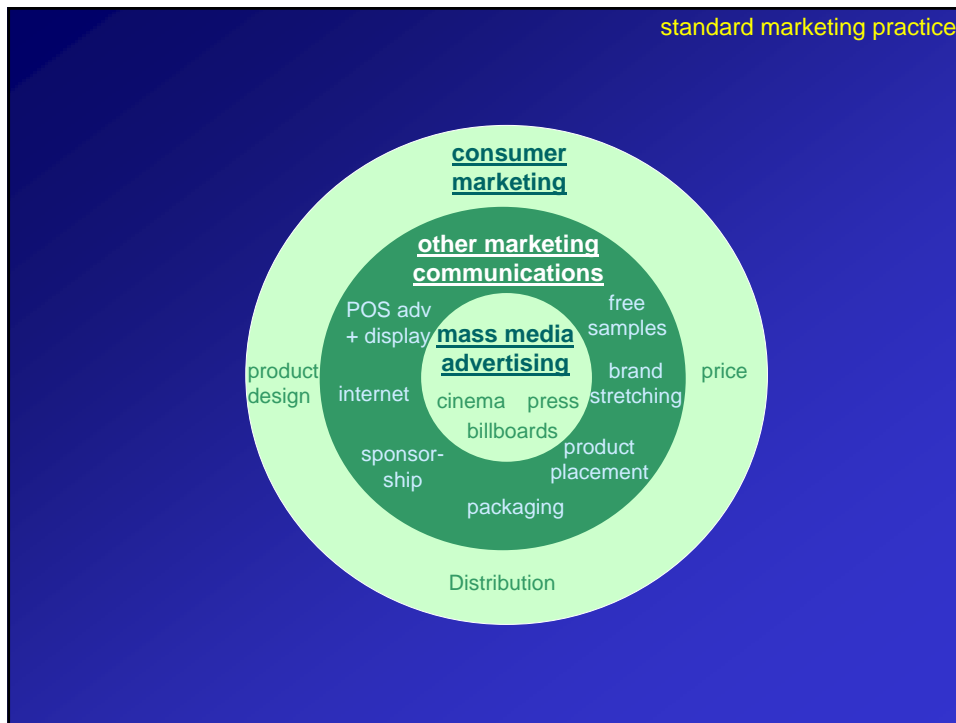 standard marketing practice
consumer
marketing
other marketing
communications
POS adv
+ display
free
samples
mass media
advertising
product
design
internet
brand
stretching
price
cinema press
billboards
sponsor-
ship
product
placement
packaging
Distribution